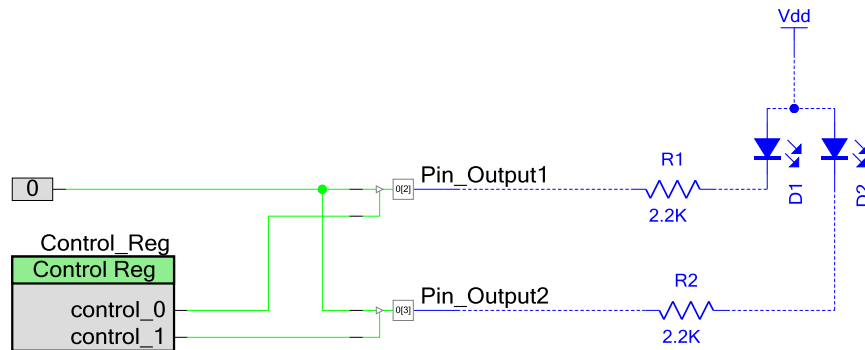 Vdd
R1
2.2K
D1
D2
0
0[2]
Pin_Output1
Control_Reg
Control Reg
control_0
control_1
0[3]
Pin_Output2
R2
2.2K